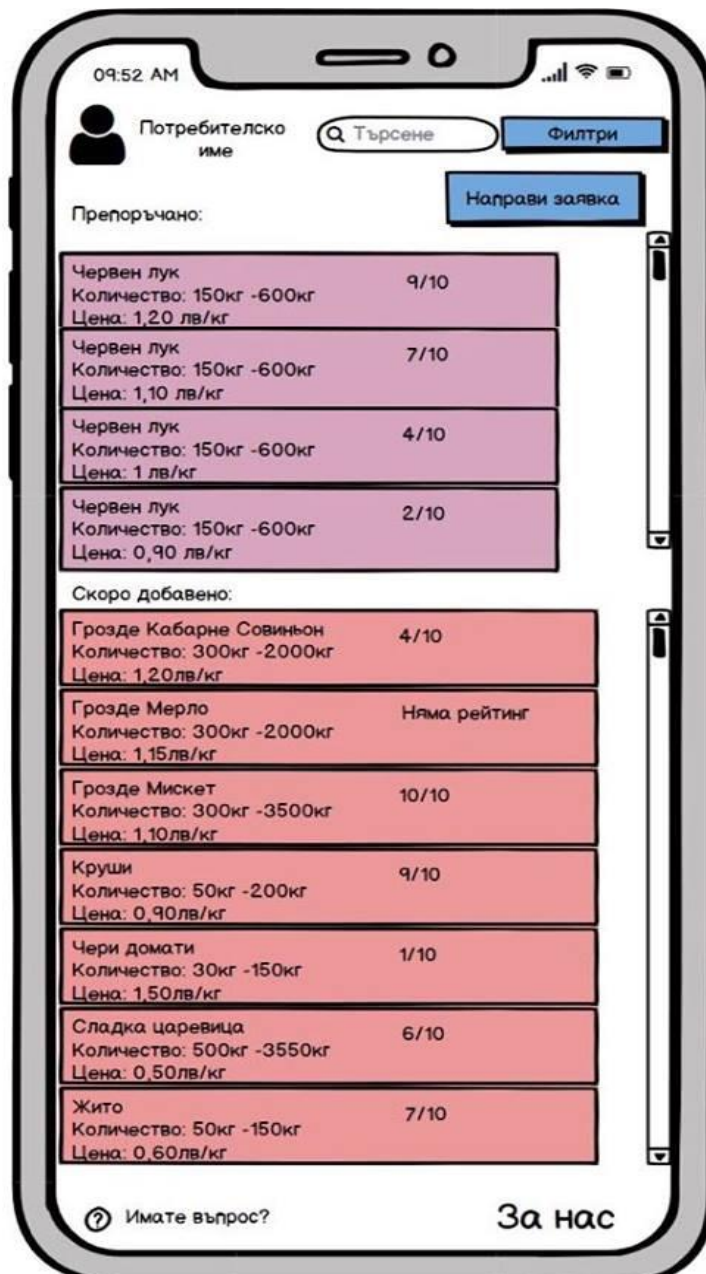 09:52 AM
Потребителско
име
Търсене
Филтри
Направи заявка
Препоръчано:
Червен лук
9/10
Количество: 150кг -600кг
Цена: 1,20 лв/кг
Червен лук
7/10
Количество: 150кг -600кг
Цена: 1,10 лв/кг
Червен лук
4/10
Количество: 150кг -600кг
Цена: 1 лв/кг
Червен лук
2/10
Количество: 150кг -600кг
Цена: 0,90 лв/кг
Скоро добавено:
Грозде Кабарне Совиньон
4/10
Количество: 300кг -2000кг
Цена: 1,20лв/кг
Грозде Мерло
Няма рейтинг
Количество: 300кг -2000кг
Цена: 1,15лв/кг
Грозде Мискет
10/10
Количество: 300кг -3500кг
Цена: 1,10лв/кг
Круши
9/10
Количество: 50кг -200кг
Цена: 0,90лв/кг
Чери домати
1/10
Количество: 30кг -150кг
Цена: 1,50лв/кг
Сладка царевица
6/10
Количество: 500кг -3550кг
Цена: 0,50лв/кг
Жито
7/10
Количество: 50кг -150кг
Цена: 0,60лв/кг
Имате въпрос?
За нас